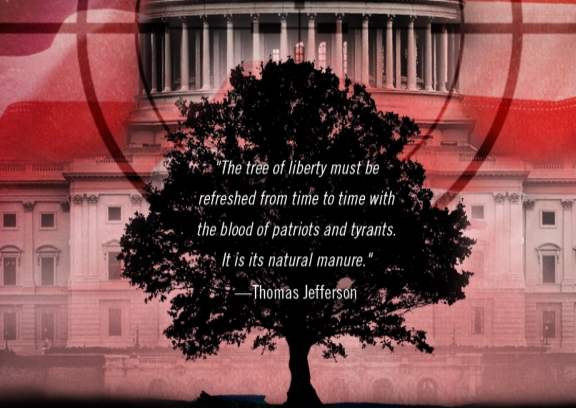 "The tree of liberty must be
refreshed from time to time with
the blood of patriots and tyrants.
It is its natural manure."
—Thomas Jefferson